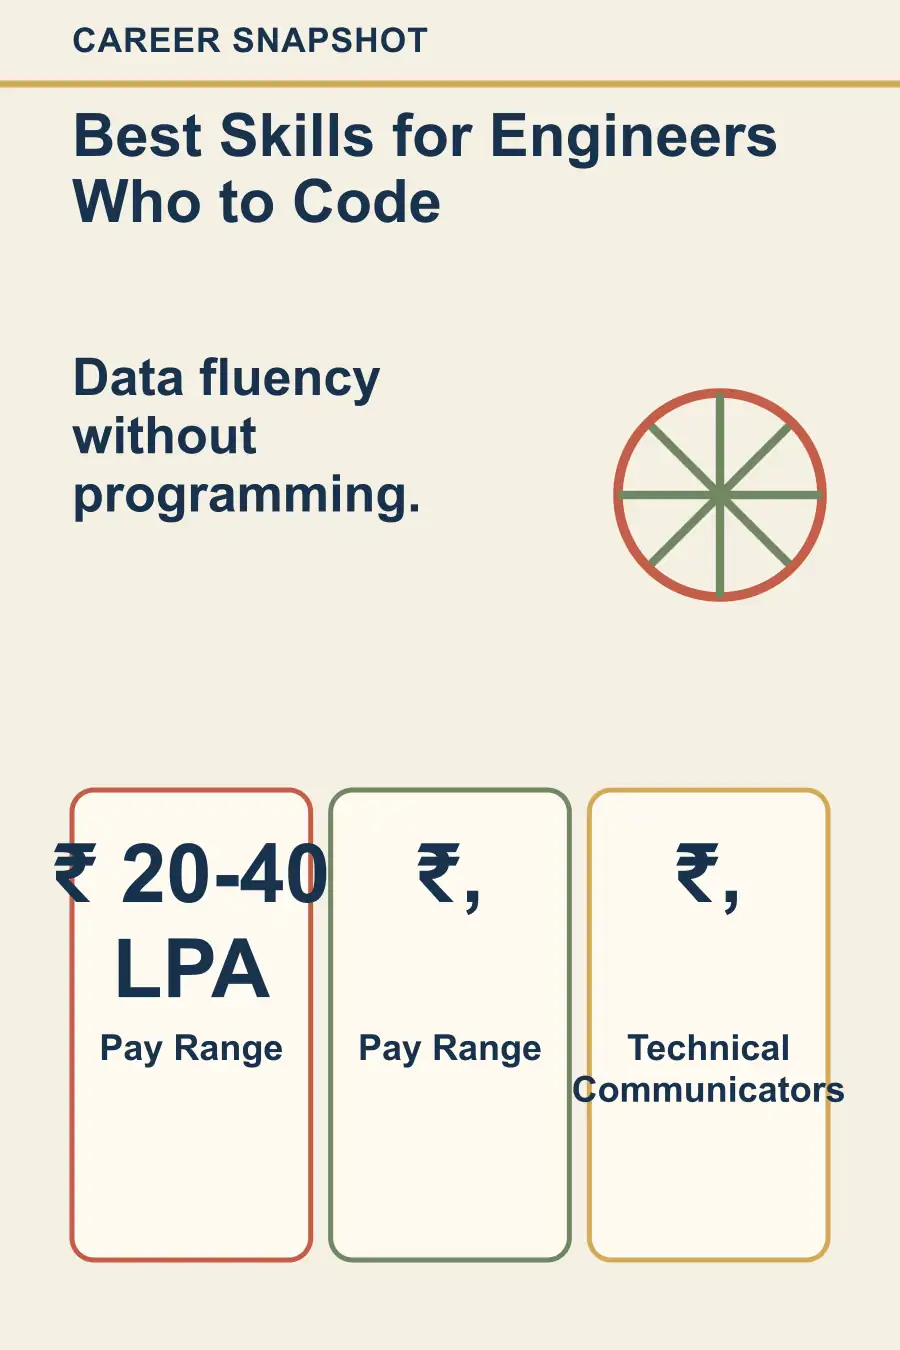 CAREER SNAPSHOT
Best Skills for Engineers
Who to Code
Data fluency
without
programming.
₹ 20-40
LPA
Pay Range
₹,
Pay Range
₹,
Technical
Communicators